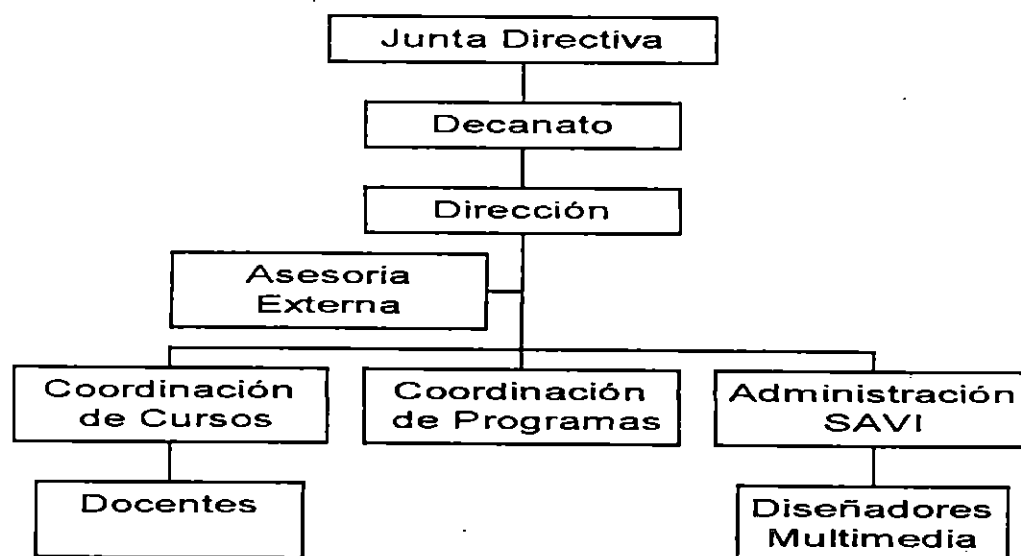 Junta Directiva
Decanato
Dirección
Asesoria
Externa
Coordinación
de Cursos
Coordinación
de Programas
Administración
SAVI
Docentes
Diseñadores
Multimedia